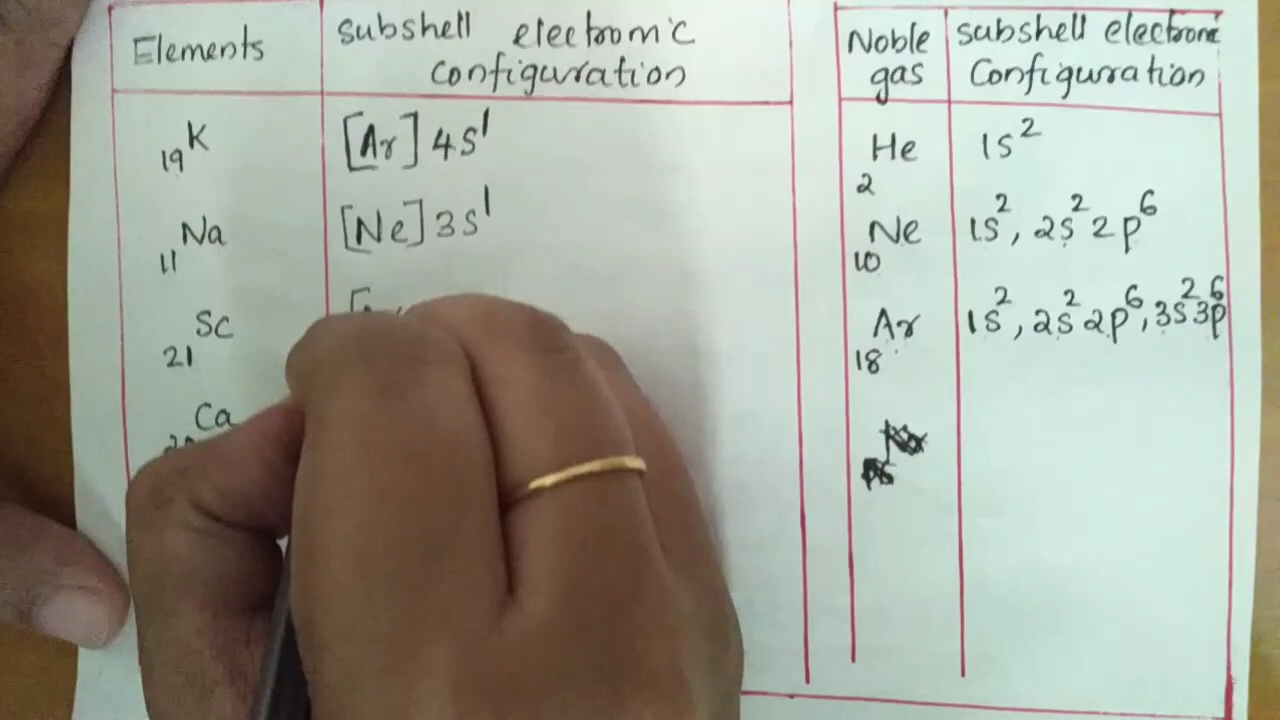 Elements
subshell electronic
configuration
19K
[Ar] 4s¹
11Na
[Ne] 3s¹
21Sc
Ca
Noble
gas
subshell electronic
Configuration
He
2
1s²
Ne
10
1s², 2s² 2p⁶
Ar
18
1s², 2s² 2p⁶, 3s² 3p⁶